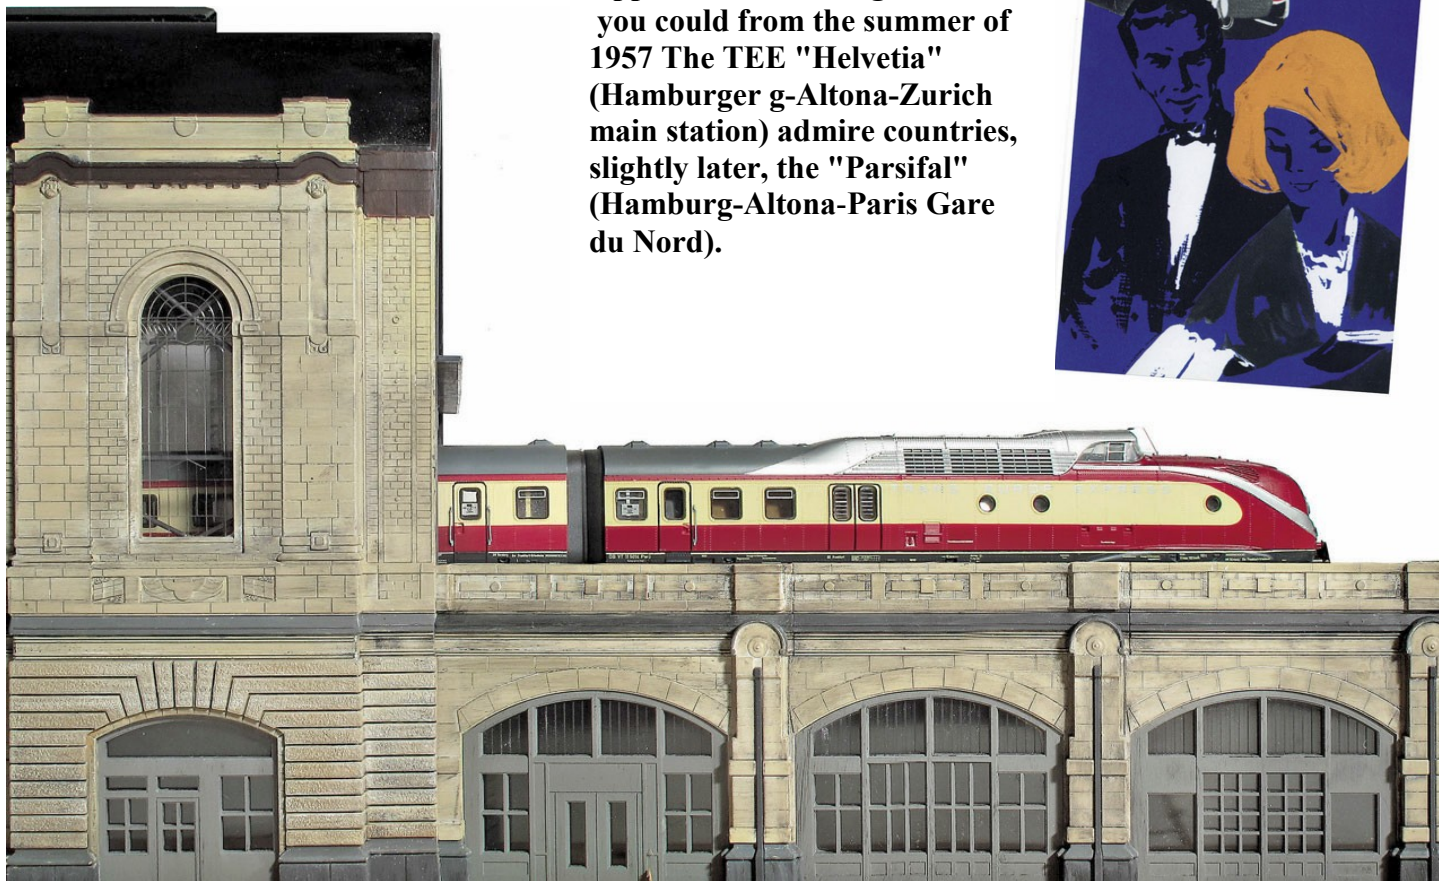 you could from the summer of
1957 The TEE "Helvetia"
(Hamburger g-Altona-Zurich
main station) admire countries,
slightly later, the "Parsifal"
(Hamburg-Altona-Paris Gare
du Nord).